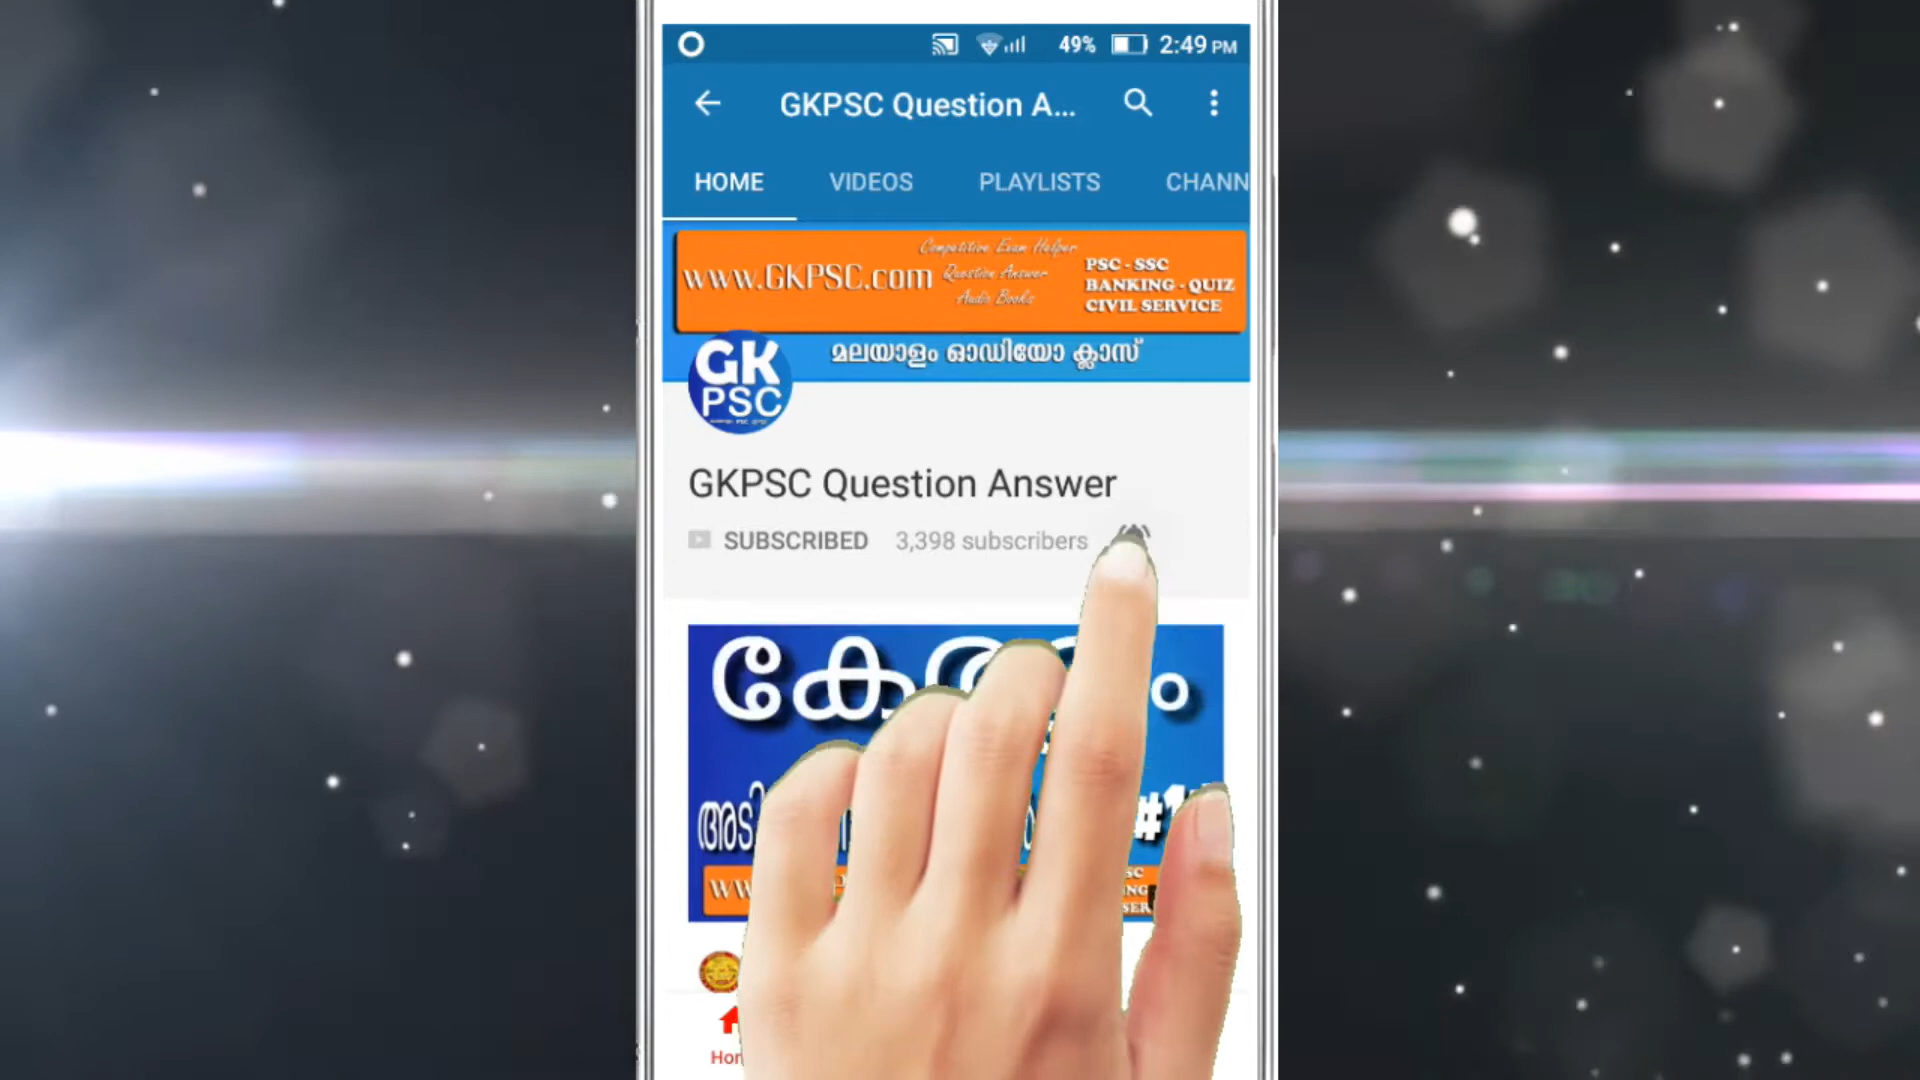 49% 2:49 PM
GKPSC Question A...
HOME VIDEOS PLAYLISTS CHANN
www.GKPSC.com
Competitive Exam Helper
Question Answer
Audio Books
PSC - SSC
BANKING - QUIZ
CIVIL SERVICE
മലയാളം ഓഡിയോ ക്ലാസ്
GK
PSC
GKPSC Question Answer
SUBSCRIBED 3,398 subscribers
#1